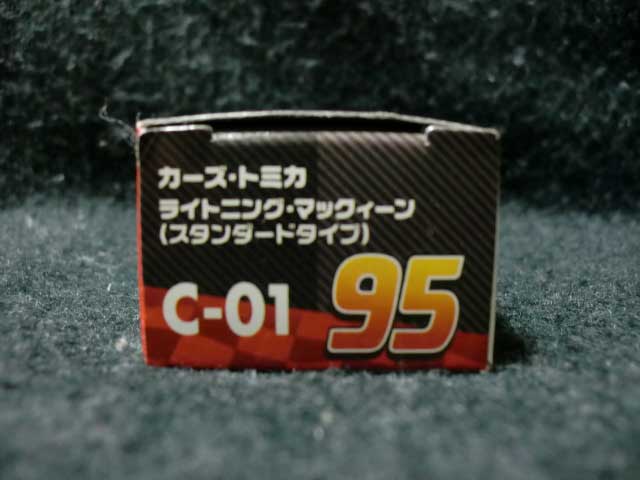 カーズ・トミカ
ライトニング・マックィーン
(スタンダードタイプ)
C-01
95